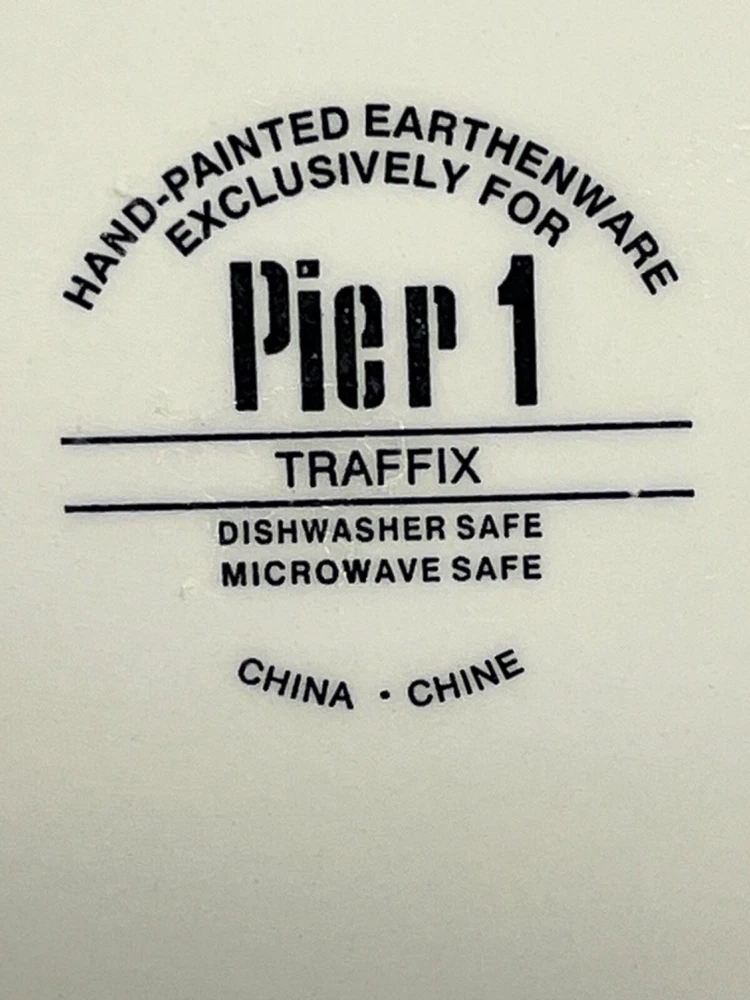 HAND-PAINTED EARTHENWARE
EXCLUSIVELY FOR
Pier 1
TRAFFIX
DISHWASHER SAFE
MICROWAVE SAFE
CHINA · CHINE